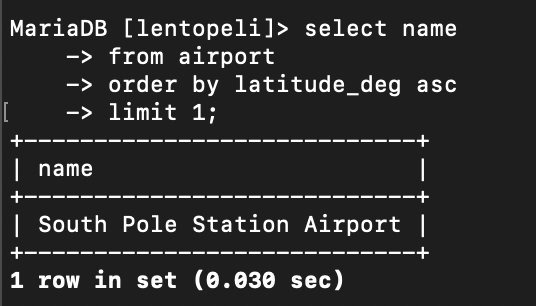 MariaDB [lentopeli]> select name
    -> from airport
    -> order by latitude_deg asc
[    -> limit 1;
+----------------------------+
| name                       |
+----------------------------+
| South Pole Station Airport |
+----------------------------+
1 row in set (0.030 sec)